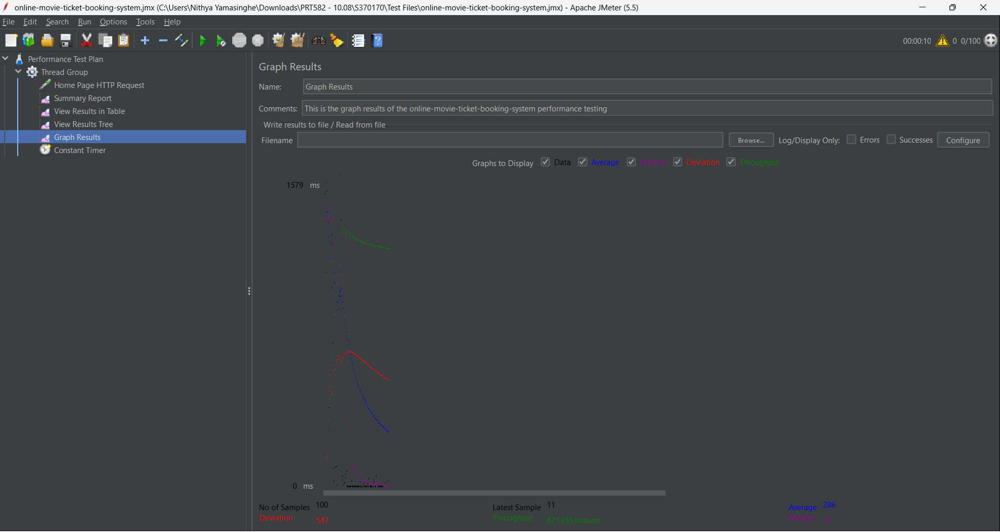 online-movie-ticket-booking-system.jmx (C:\Users\Nithya Yamasinghe\Downloads\PRT582 - 10.08\S370170\Test Files\online-movie-ticket-booking-system.jmx) - Apache JMeter (5.5)
File Edit Search Run Options Tools Help
STOP
00:00:10 0 0/100
Performance Test Plan
Thread Group
Home Page HTTP Request
Summary Report
View Results in Table
View Results Tree
Graph Results
Constant Timer
Graph Results
Name: Graph Results
Comments: This is the graph results of the online-movie-ticket-booking-system performance testing
Write results to file / Read from file
Filename Browse... Log/Display Only: Errors Successes Configure
Graphs to Display Data Average Median Deviation Throughput
1579 ms
0 ms
No of Samples 100 Latest Sample 11 Average 286
Deviation 547 Throughput 621.955/minute Median 12